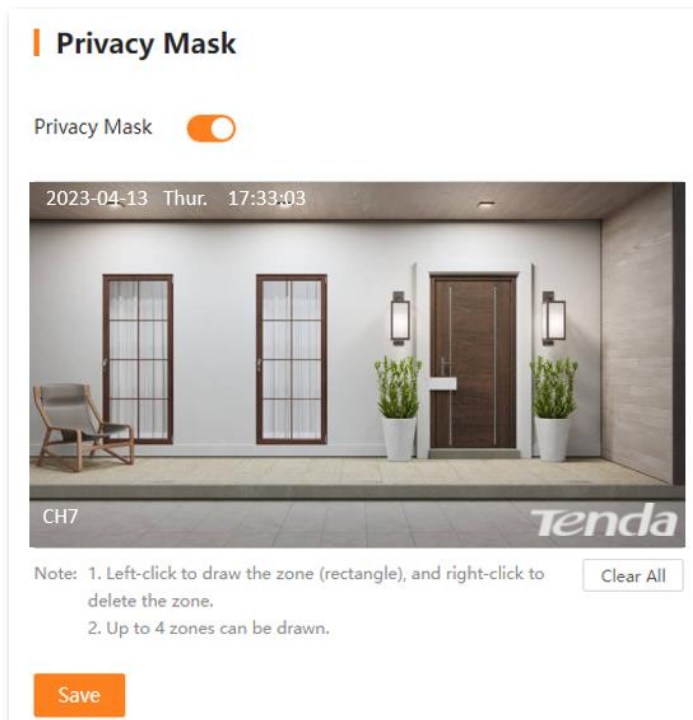 Privacy Mask
Privacy Mask
2023-04-13 Thur. 17:33:03
CH7
Tenda
Note: 1. Left-click to draw the zone (rectangle), and right-click to
delete the zone.
2. Up to 4 zones can be drawn.
Clear All
Save